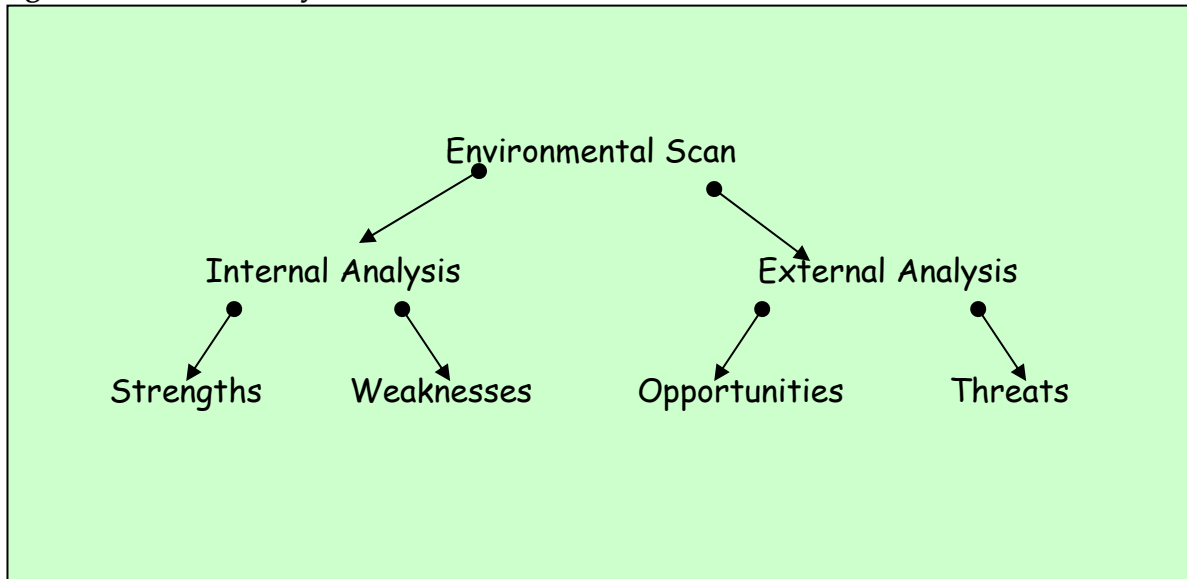 Environmental Scan
Internal Analysis External Analysis
Strengths Weaknesses Opportunities Threats